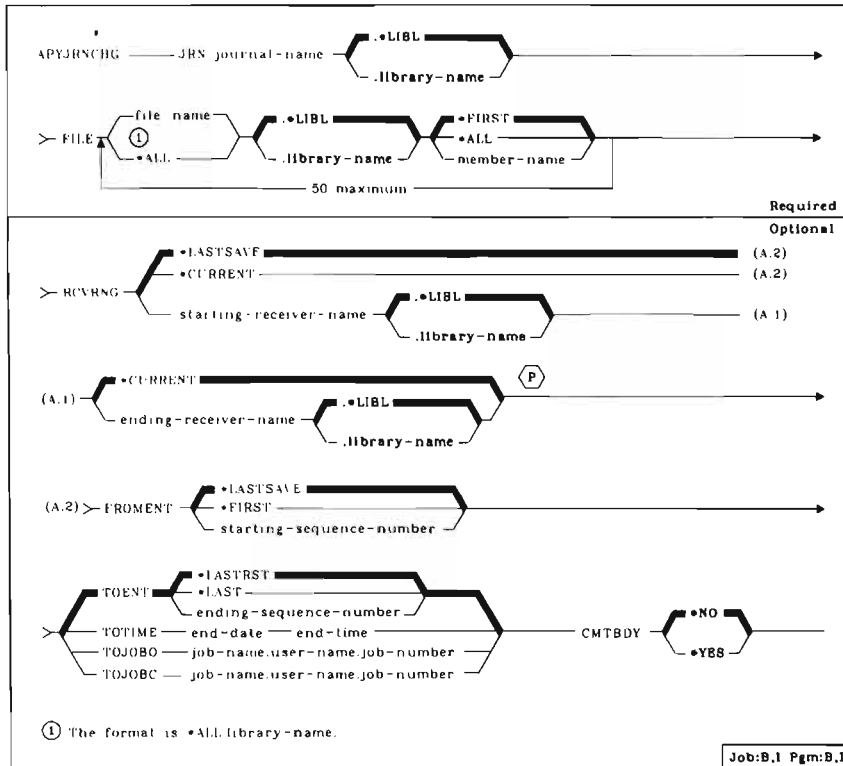 .*LIBL
APYJRNCHG JRN journal-name
.library-name
file name .*LIBL *FIRST
FILE ① *ALL
*ALL .library-name member-name
50 maximum
Required
Optional
*LASTSAVE (A.2)
*CURRENT (A.2)
RCVRNG .*LIBL
starting-receiver-name (A.1)
.library-name
*CURRENT P
(A.1) .*LIBL
ending-receiver-name
.library-name
*LASTSAVE
(A.2) FROMENT *FIRST
starting-sequence-number
*LASTRST
TOENT *LAST
ending-sequence-number *NO
TOTIME end-date end-time CMTBDY
TOJOBO job-name.user-name.job-number *YES
TOJOBC job-name.user-name.job-number
① The format is *ALL.library-name.
Job:B,I Pgm:B,I